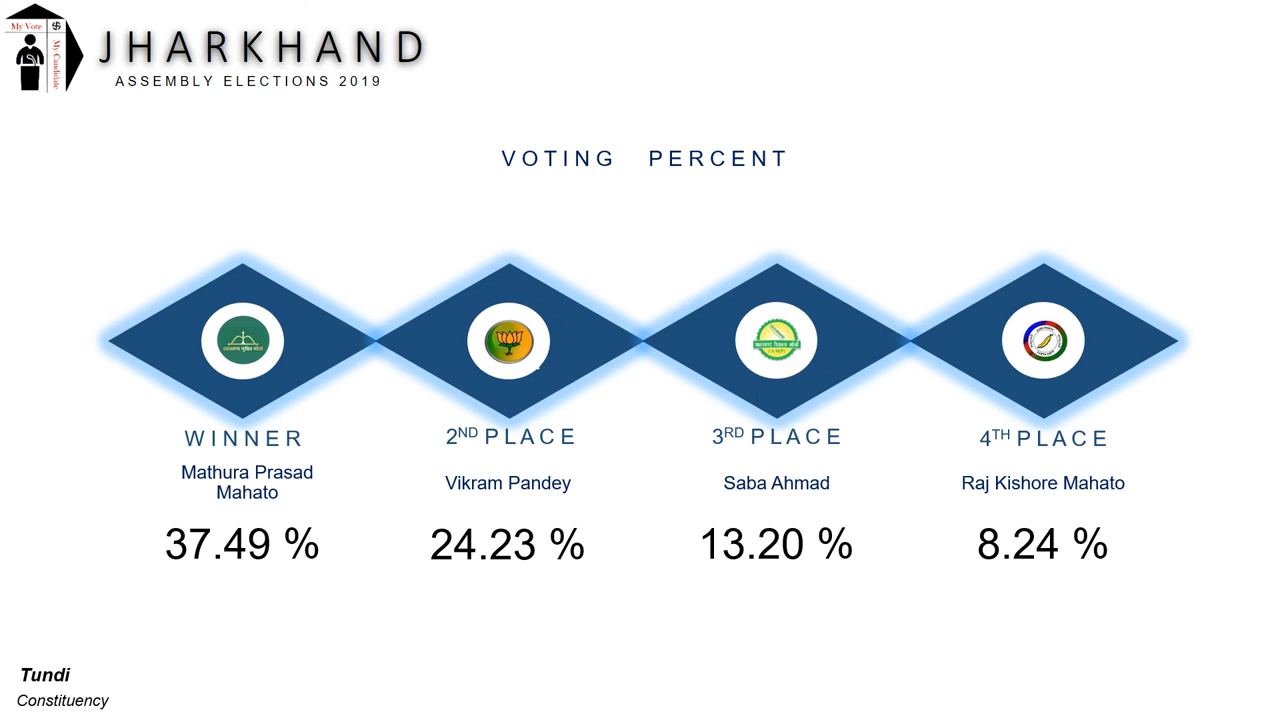 My Vote
My Candidate
JHARKHAND
ASSEMBLY ELECTIONS 2019
VOTING PERCENT
WINNER
2ND PLACE
3RD PLACE
4TH PLACE
Mathura Prasad
Mahato
Vikram Pandey
Saba Ahmad
Raj Kishore Mahato
37.49 %
24.23 %
13.20 %
8.24 %
Tundi
Constituency